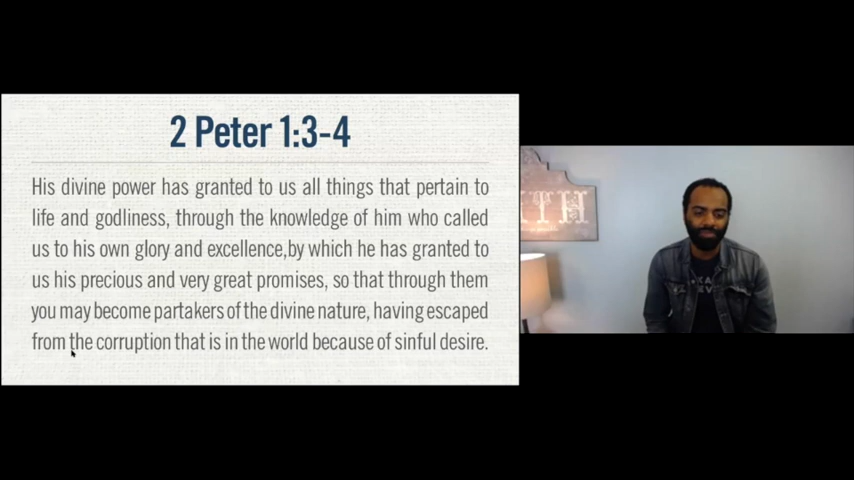 2 Peter 1:3-4
His divine power has granted to us all things that pertain to
life and godliness, through the knowledge of him who called
us to his own glory and excellence,by which he has granted to
us his precious and very great promises, so that through them
you may become partakers of the divine nature, having escaped
from the corruption that is in the world because of sinful desire.